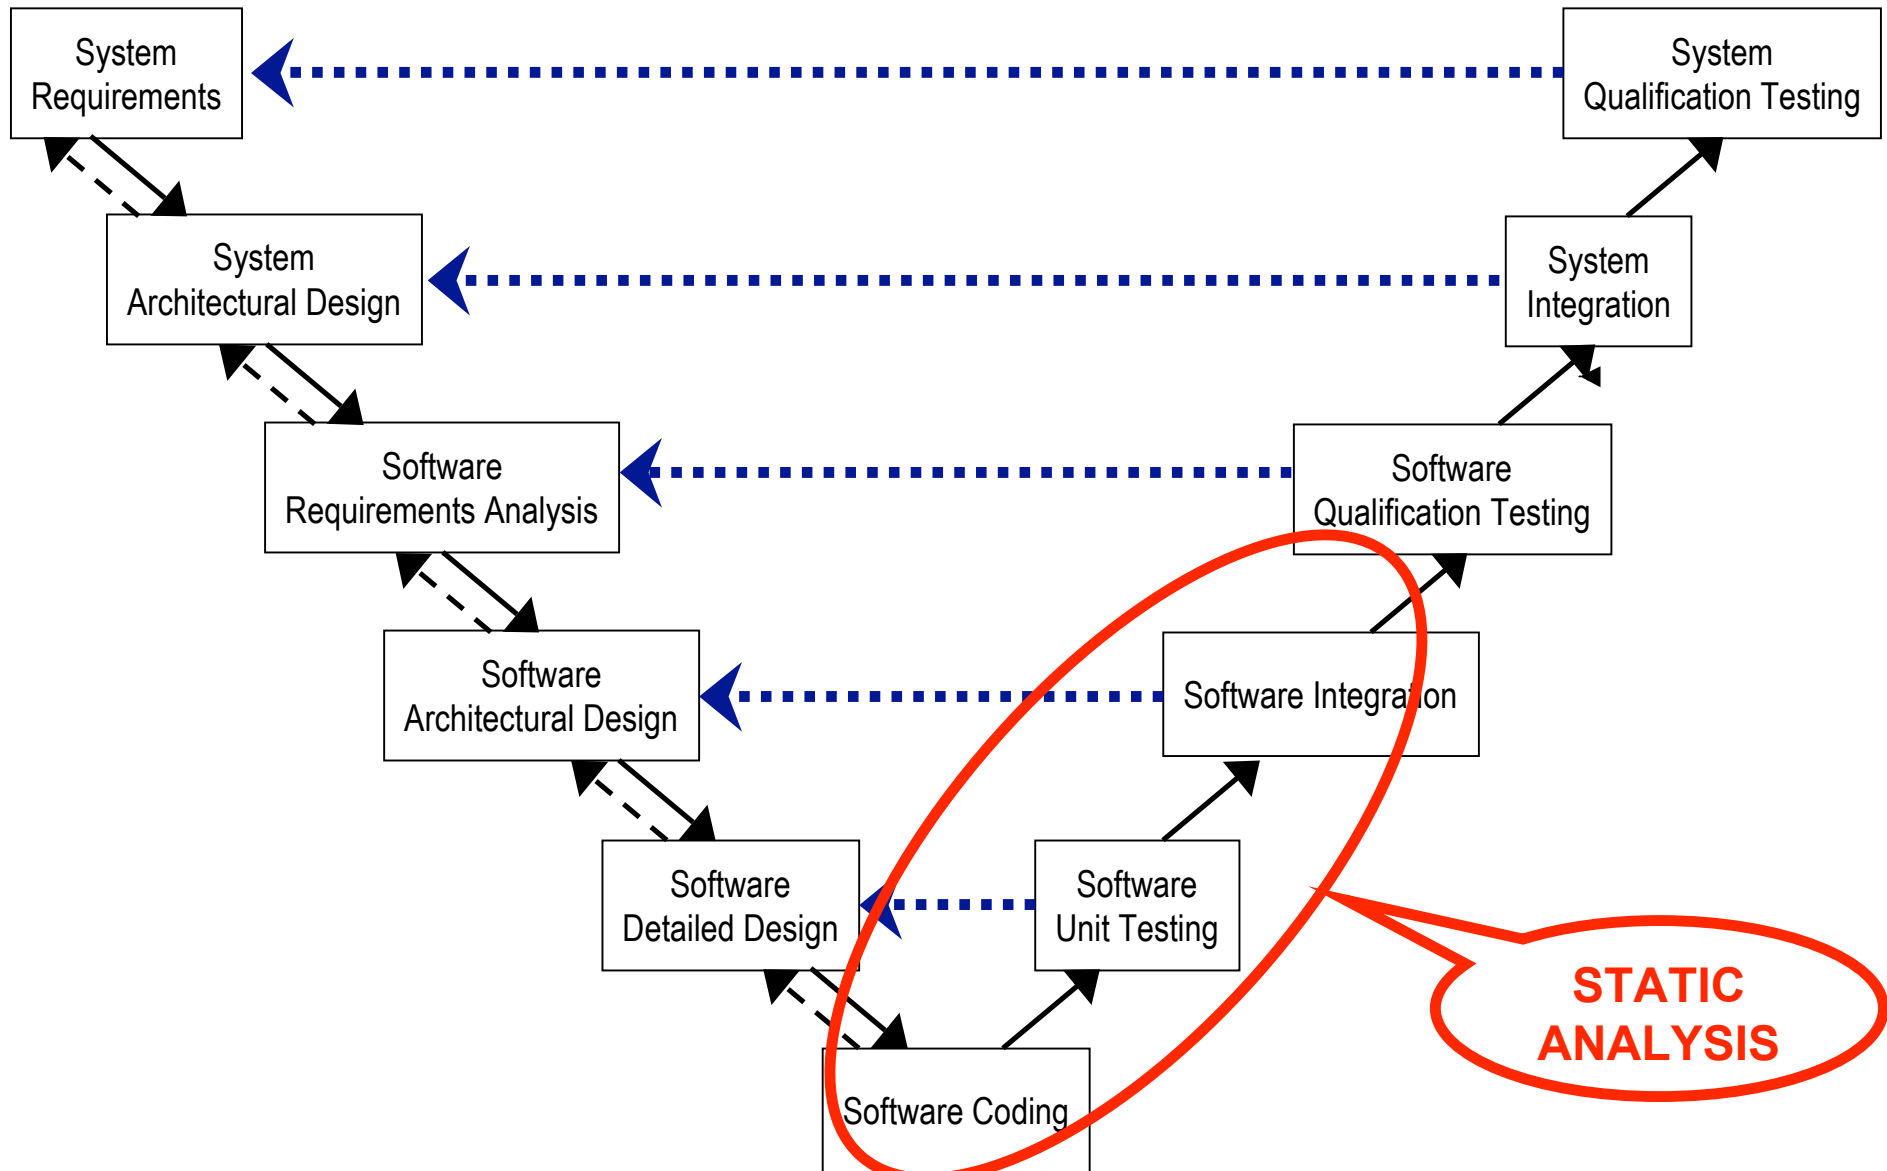 System
Requirements
System
Qualification Testing
System
Architectural Design
System
Integration
Software
Requirements Analysis
Software
Qualification Testing
Software
Architectural Design
Software Integration
Software
Detailed Design
Software
Unit Testing
STATIC
ANALYSIS
Software Coding